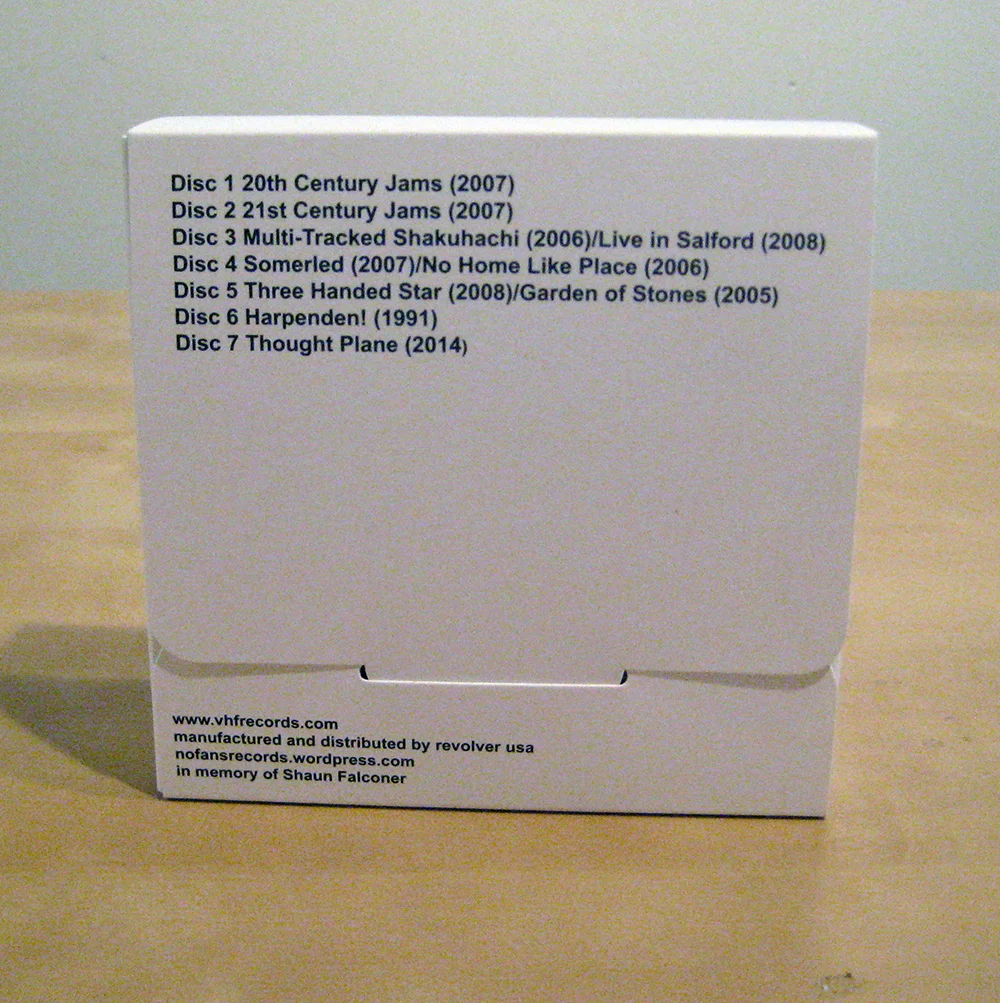 Disc 1 20th Century Jams (2007)
Disc 2 21st Century Jams (2007)
Disc 3 Multi-Tracked Shakuhachi (2006)/Live in Salford (2008)
Disc 4 Somerled (2007)/No Home Like Place (2006)
Disc 5 Three Handed Star (2008)/Garden of Stones (2005)
Disc 6 Harpenden! (1991)
Disc 7 Thought Plane (2014)
www.vhfrecords.com
manufactured and distributed by revolver usa
nofansrecords.wordpress.com
in memory of Shaun Falconer